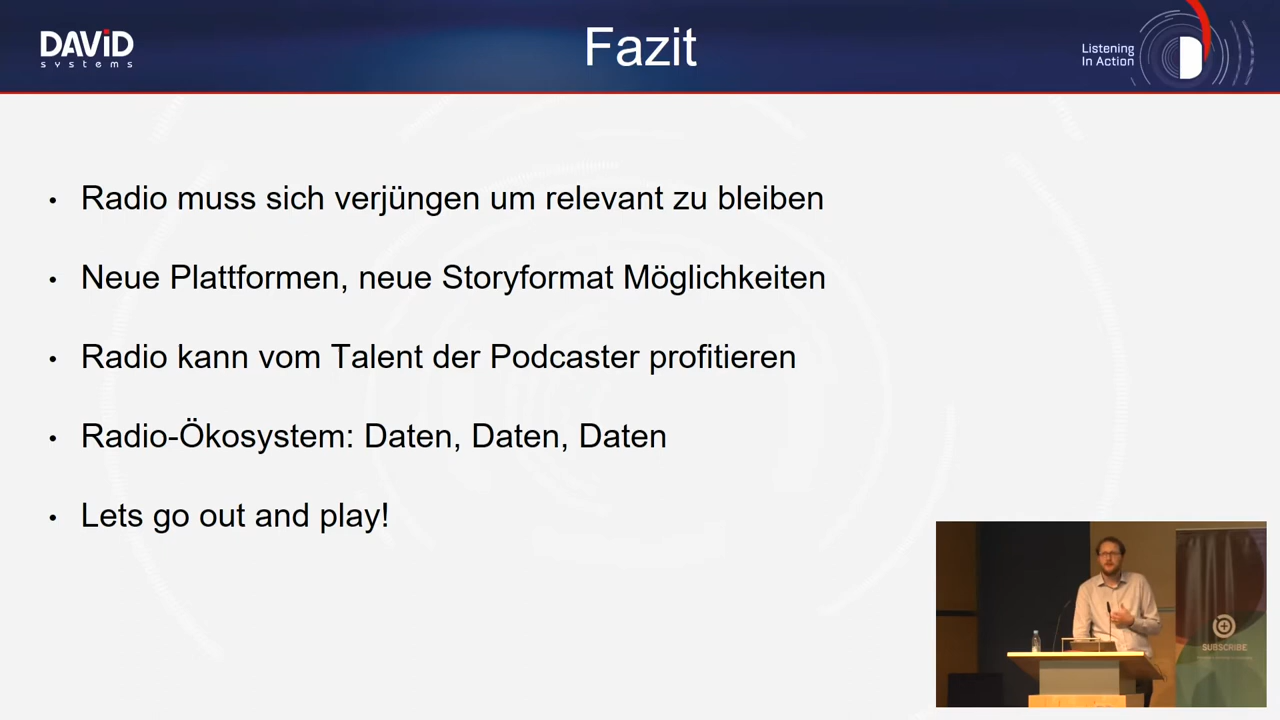 DAVID
systems
Fazit
Listening
In Action
• Radio muss sich verjüngen um relevant zu bleiben
• Neue Plattformen, neue Storyformat Möglichkeiten
• Radio kann vom Talent der Podcaster profitieren
• Radio-Ökosystem: Daten, Daten, Daten
• Lets go out and play!
SUBSCRIBE